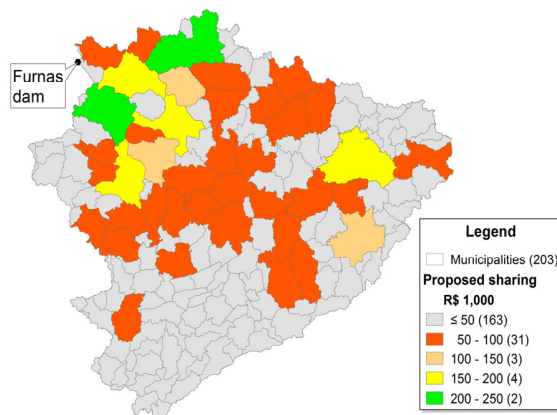 Furnas
dam
Legend
Municipalities (203)
Proposed sharing
R$ 1,000
≤ 50 (163)
50 - 100 (31)
100 - 150 (3)
150 - 200 (4)
200 - 250 (2)